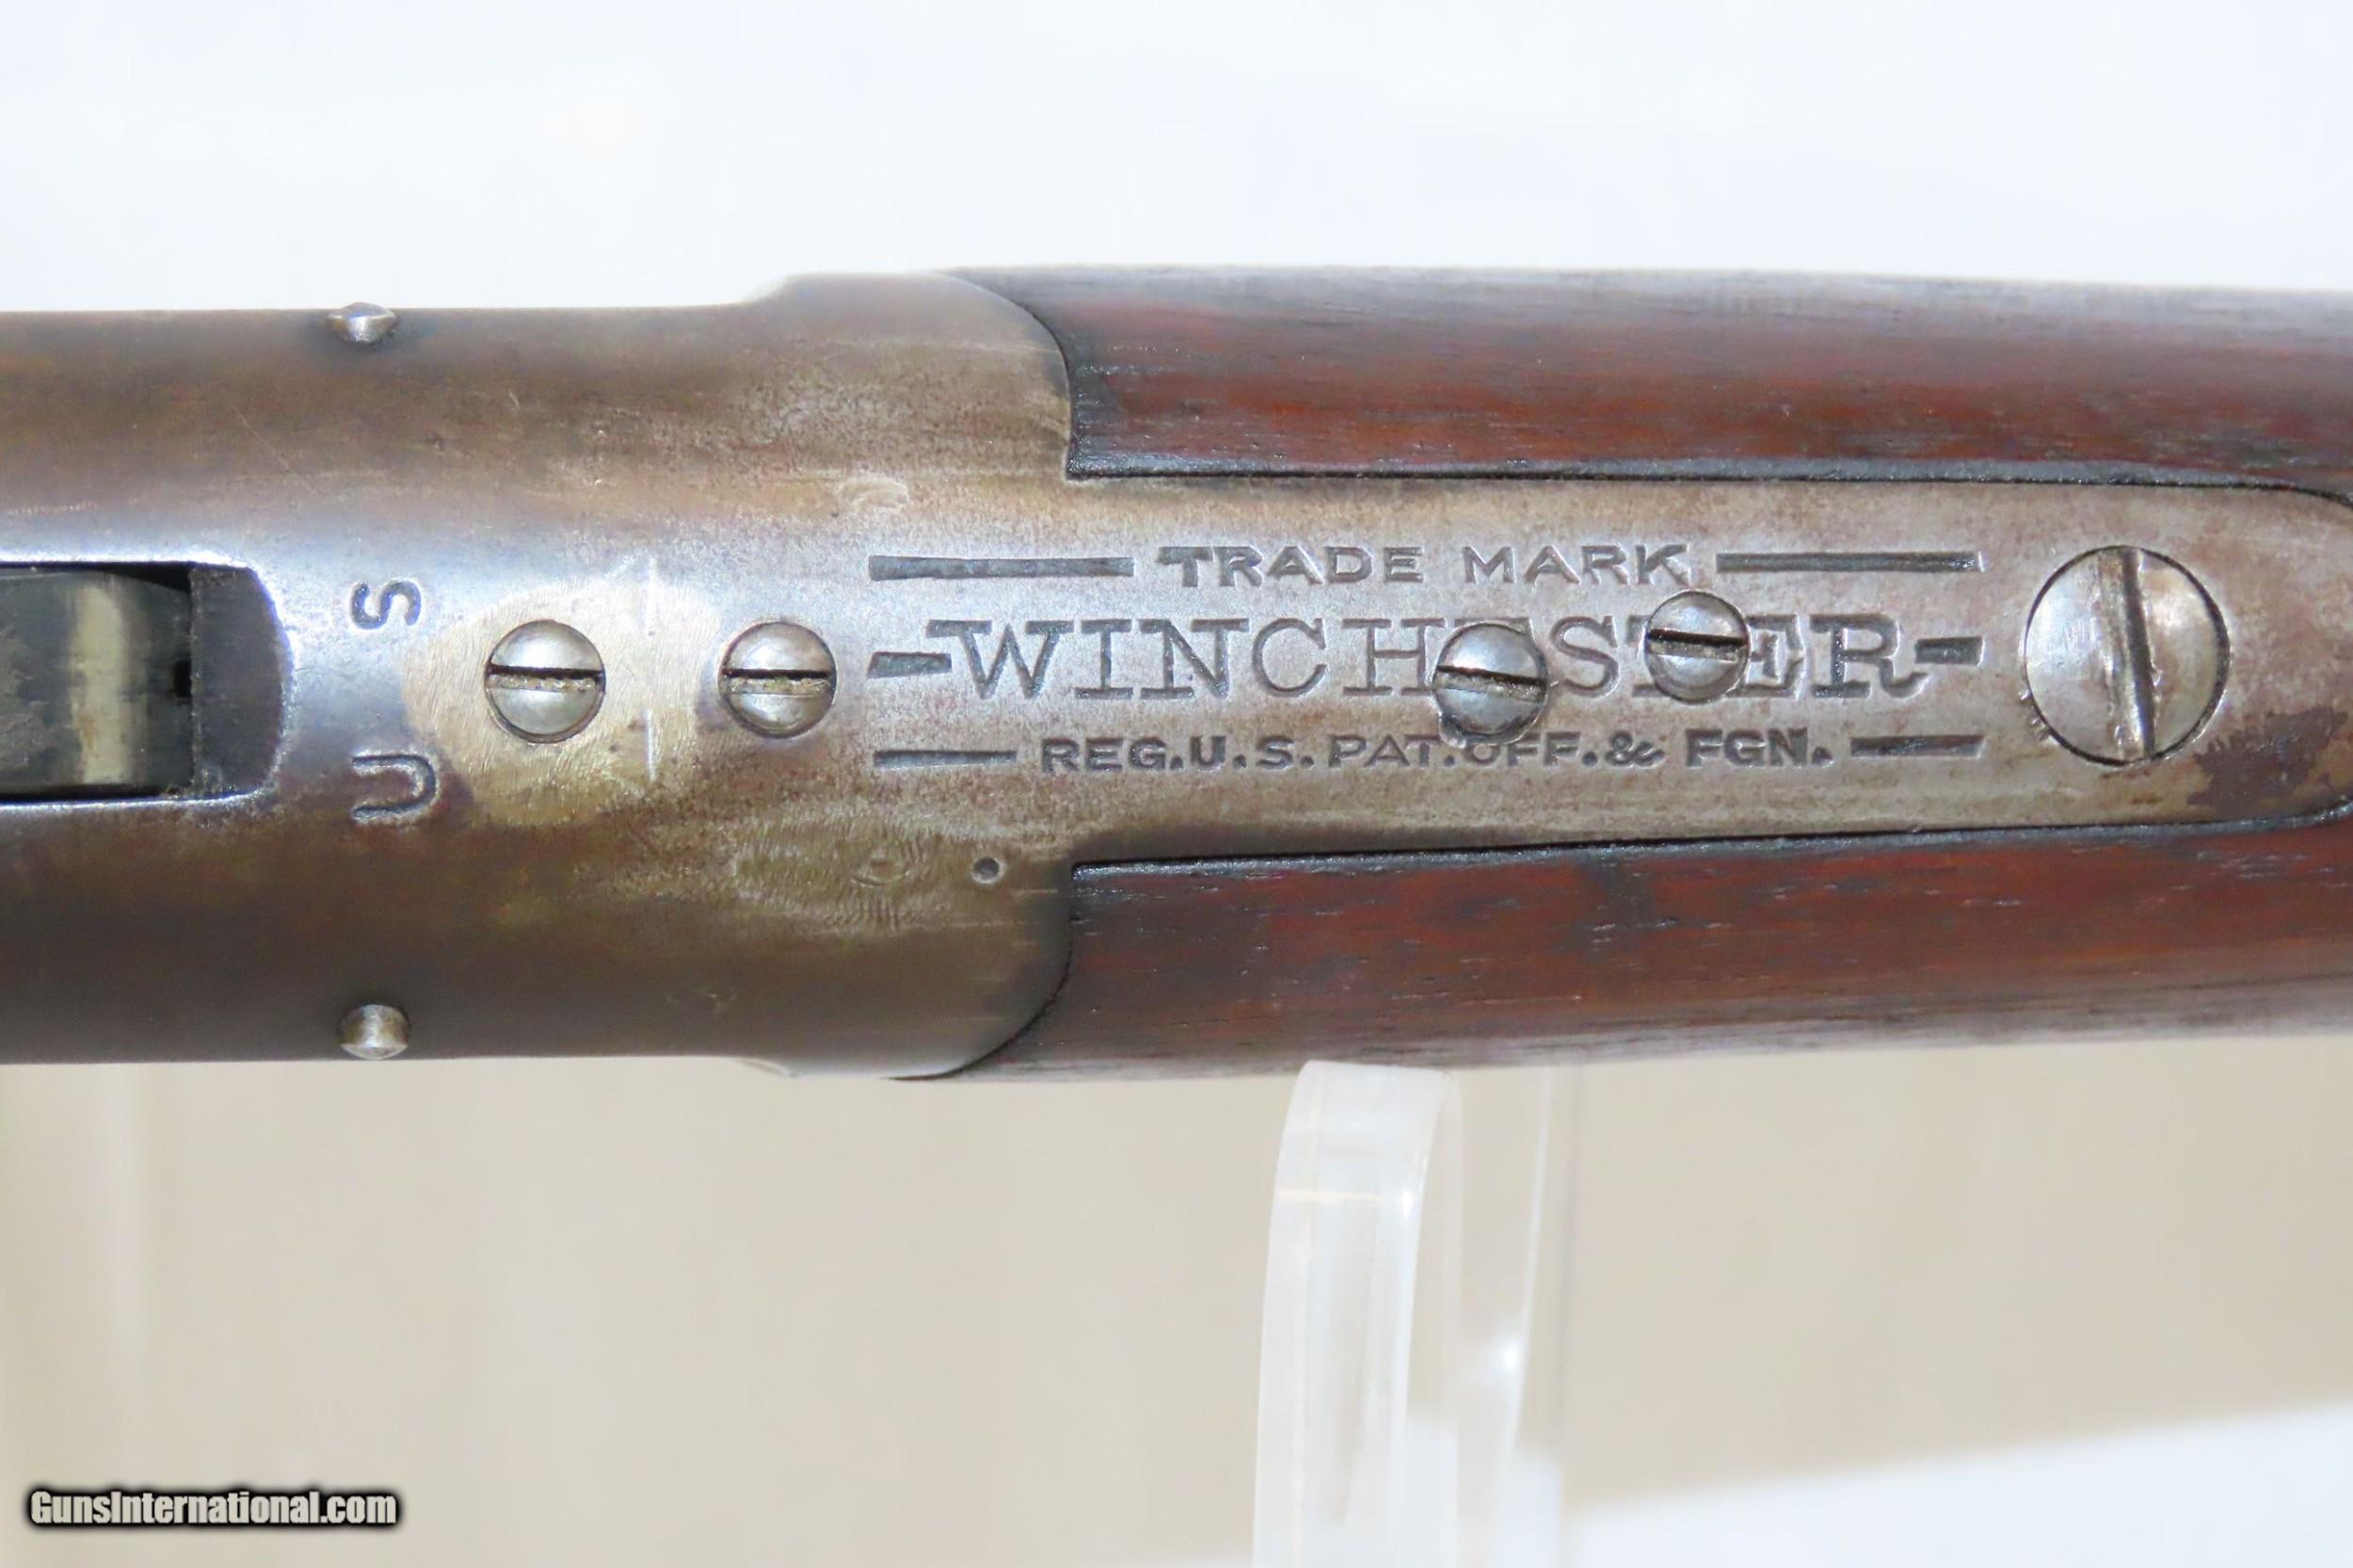 U S
TRADE MARK
-WINCHESTER-
REG.U.S.PAT.OFF.& FGN.
GunsInternational.com